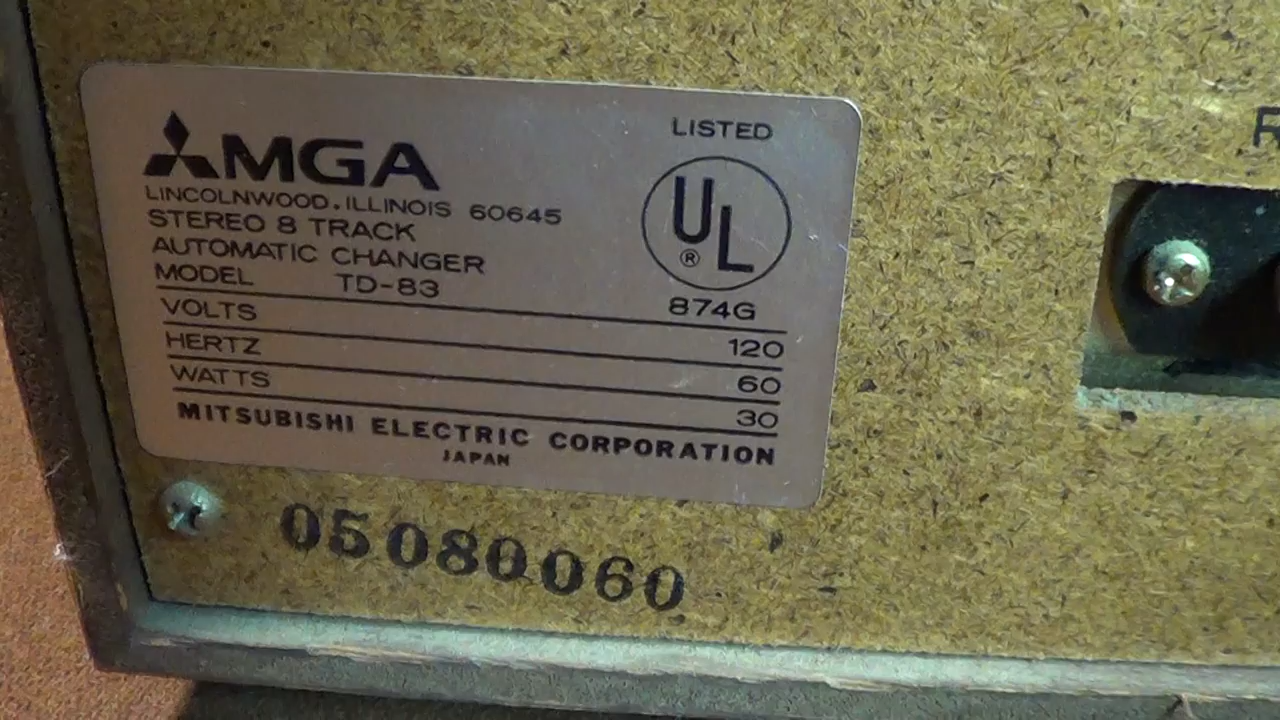 MGA
LINCOLNWOOD, ILLINOIS 60645
STEREO 8 TRACK
AUTOMATIC CHANGER
MODEL TD-83
LISTED
UL
®
874G
VOLTS 120
HERTZ 60
WATTS 30
MITSUBISHI ELECTRIC CORPORATION
JAPAN
05080060